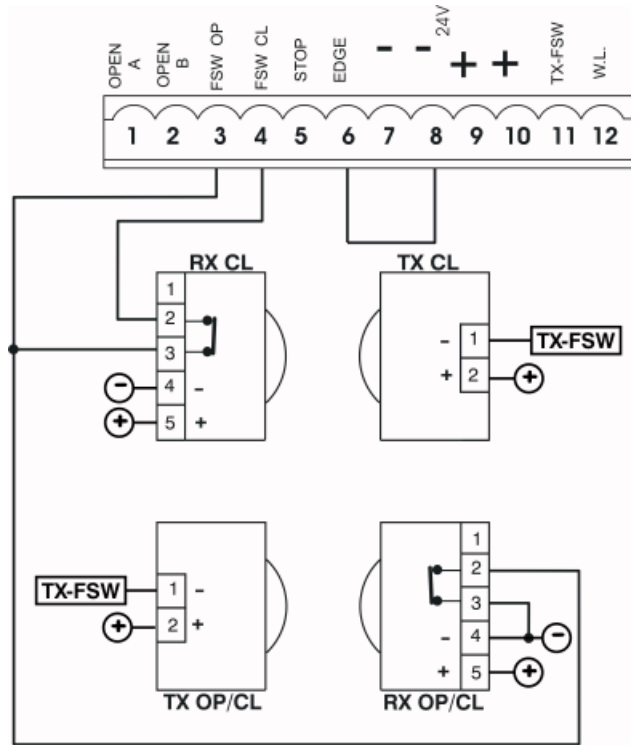 OPEN A
OPEN B
FSW OP
FSW CL
STOP
EDGE
-
-
24V
+
+
TX-FSW
W.L.
1 2 3 4 5 6 7 8 9 10 11 12
RX CL
1
2
3
4 -
5 +
-
+
TX CL
- 1
+ 2
TX-FSW
+
TX-FSW
+
1 -
2 +
TX OP/CL
1
2
3
- 4
+ 5
-
+
RX OP/CL